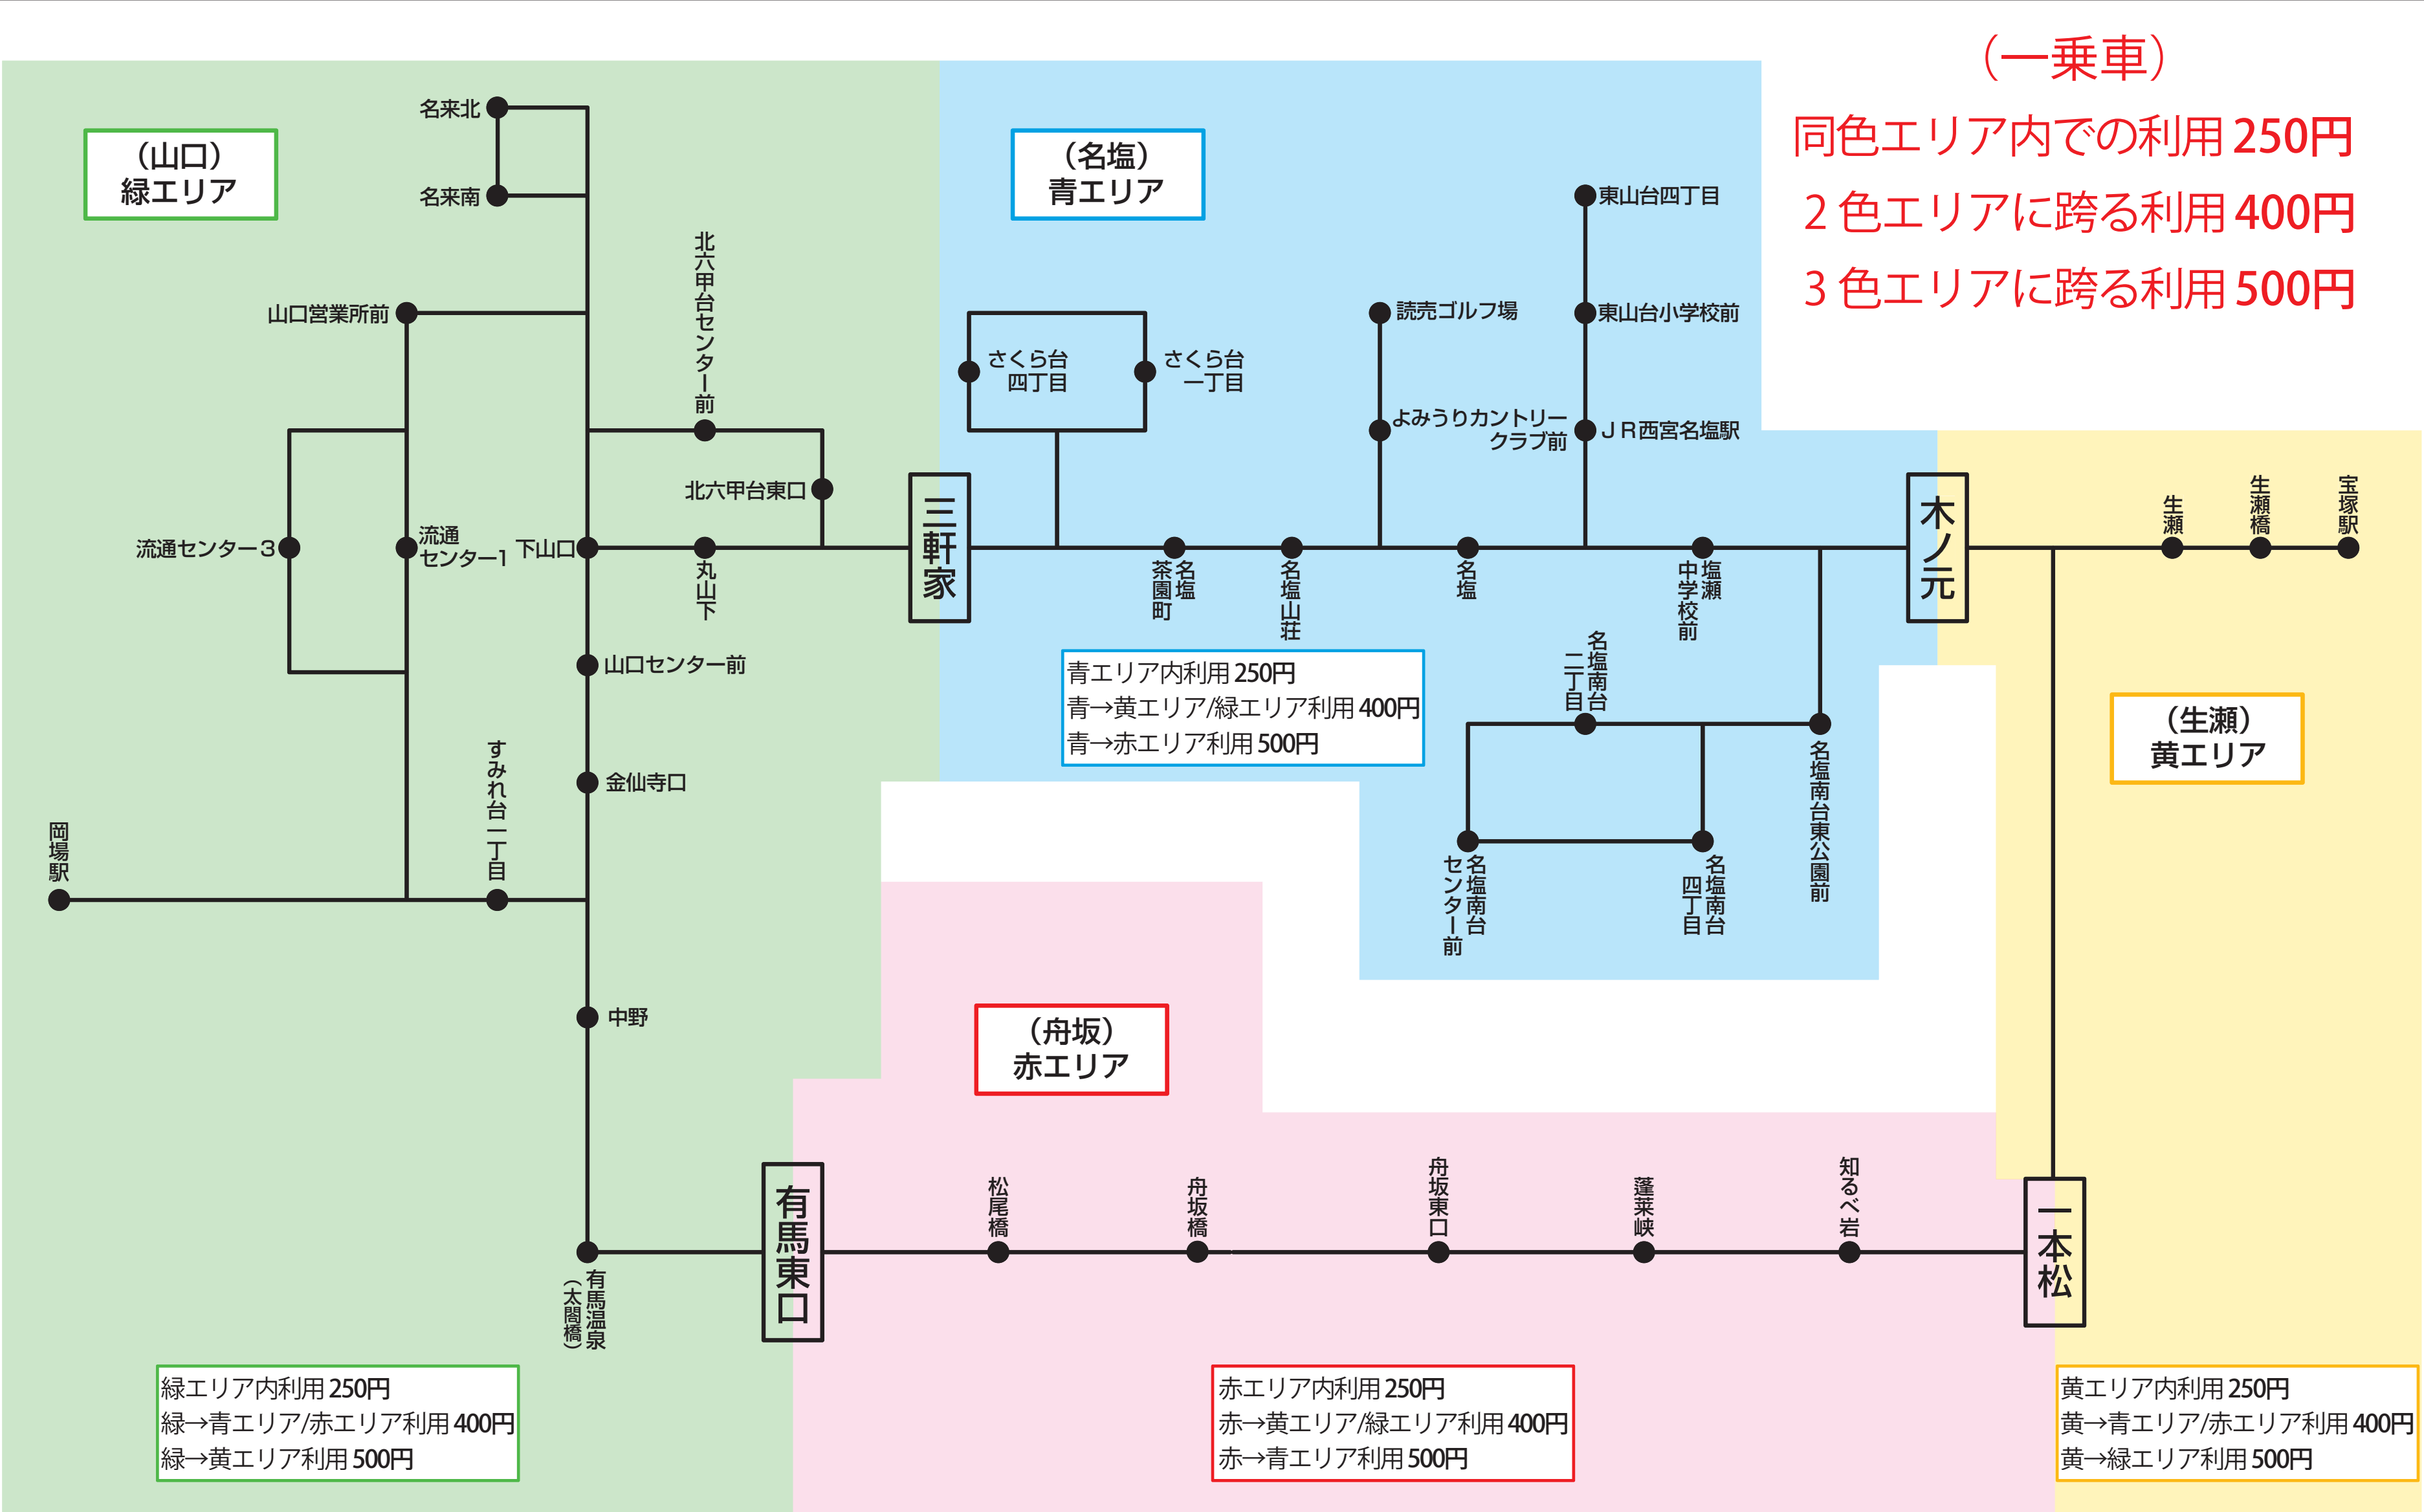 （一乗車）
同色エリア内での利用 250円
2 色エリアに跨る利用 400円
3 色エリアに跨る利用 500円
（山口）
緑エリア
名来北
名来南
山口営業所前
北六甲台センター前
北六甲台東口
流通センター3
流通
センター1
下山口
丸山下
山口センター前
金仙寺口
すみれ台一丁目
岡場駅
中野
有馬温泉
（太閤橋）
緑エリア内利用 250円
緑→青エリア/赤エリア利用 400円
緑→黄エリア利用 500円
三軒家
（名塩）
青エリア
さくら台
四丁目
さくら台
一丁目
読売ゴルフ場
よみうりカントリー
クラブ前
東山台四丁目
東山台小学校前
ＪＲ西宮名塩駅
名塩
茶園町
名塩山荘
名塩
塩瀬
中学校前
名塩南台
二丁目
名塩南台東公園前
名塩南台
センター前
名塩南台
四丁目
青エリア内利用 250円
青→黄エリア/緑エリア利用 400円
青→赤エリア利用 500円
木ノ元
生瀬
生瀬橋
宝塚駅
（生瀬）
黄エリア
（舟坂）
赤エリア
有馬東口
松尾橋
舟坂橋
舟坂東口
蓬莱峡
知るべ岩
一本松
赤エリア内利用 250円
赤→黄エリア/緑エリア利用 400円
赤→青エリア利用 500円
黄エリア内利用 250円
黄→青エリア/赤エリア利用 400円
黄→緑エリア利用 500円